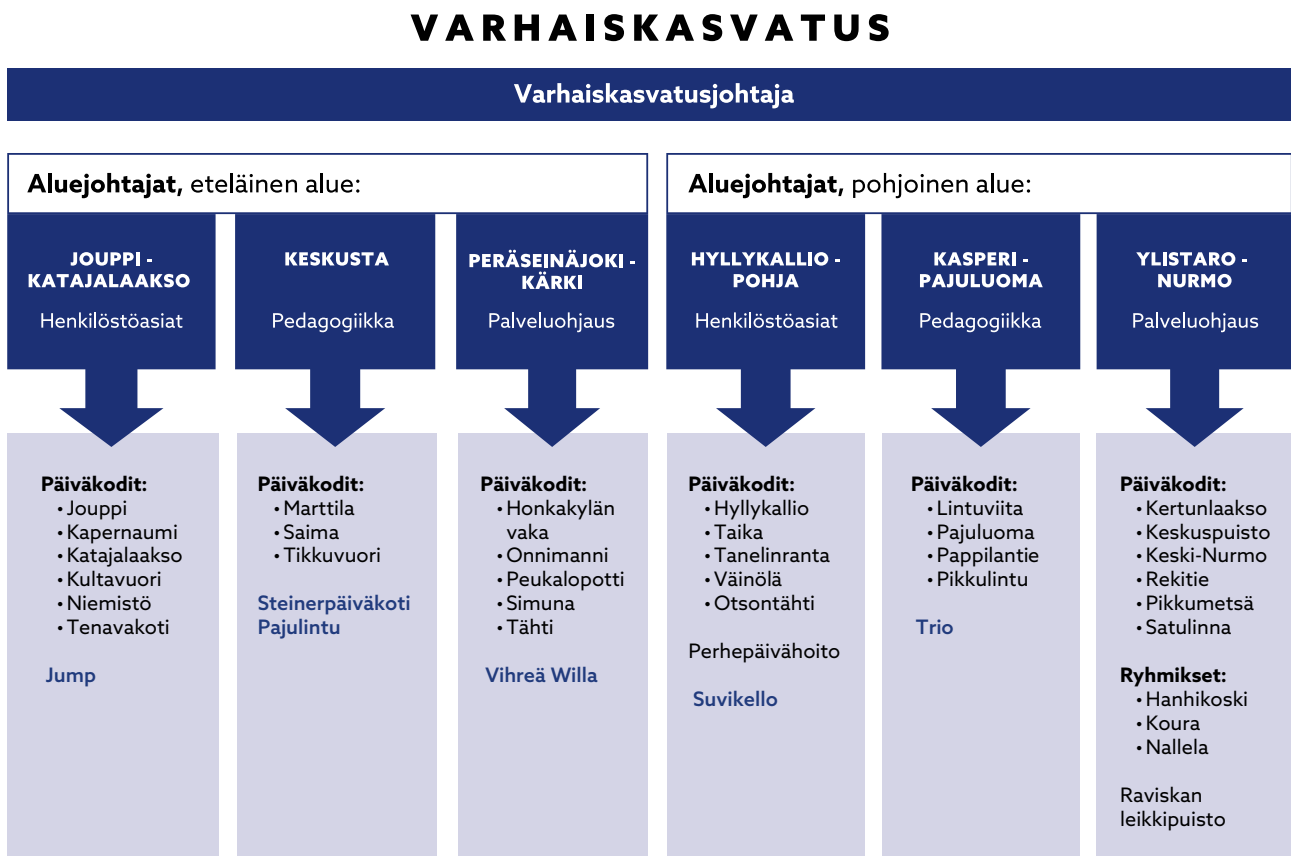 VARHAISKASVATUS
Varhaiskasvatusjohtaja
Aluejohtajat, eteläinen alue:
JOUPPI -
KATAJALAAKSO
Henkilöstöasiat
KESKUSTA
Pedagogiikka
PERÄSEINÄJOKI -
KÄRKI
Palveluohjaus
Aluejohtajat, pohjoinen alue:
HYLLYKALLIO -
POHJA
Henkilöstöasiat
KASPERI -
PAJULUOMA
Pedagogiikka
YLISTARO -
NURMO
Palveluohjaus
Päiväkodit:
• Jouppi
• Kapernaumi
• Katajalaakso
• Kultavuori
• Niemistö
• Tenavakoti
Jump
Päiväkodit:
• Marttila
• Saima
• Tikkuvuori
Steinerpäiväkoti
Pajulintu
Päiväkodit:
• Honkakylän
vaka
• Onnimanni
• Peukalopotti
• Simuna
• Tähti
Vihreä Willa
Päiväkodit:
• Hyllykallio
• Taika
• Tanelinranta
• Väinölä
• Otsontähti
Perhepäivähoito
Suvikello
Päiväkodit:
• Lintuviita
• Pajuluoma
• Pappilantie
• Pikkulintu
Trio
Päiväkodit:
• Kertunlaakso
• Keskuspuisto
• Keski-Nurmo
• Rekitie
• Pikkumetsä
• Satulinna
Ryhmikset:
• Hanhikoski
• Koura
• Nallela
Raviskan
leikkipuisto